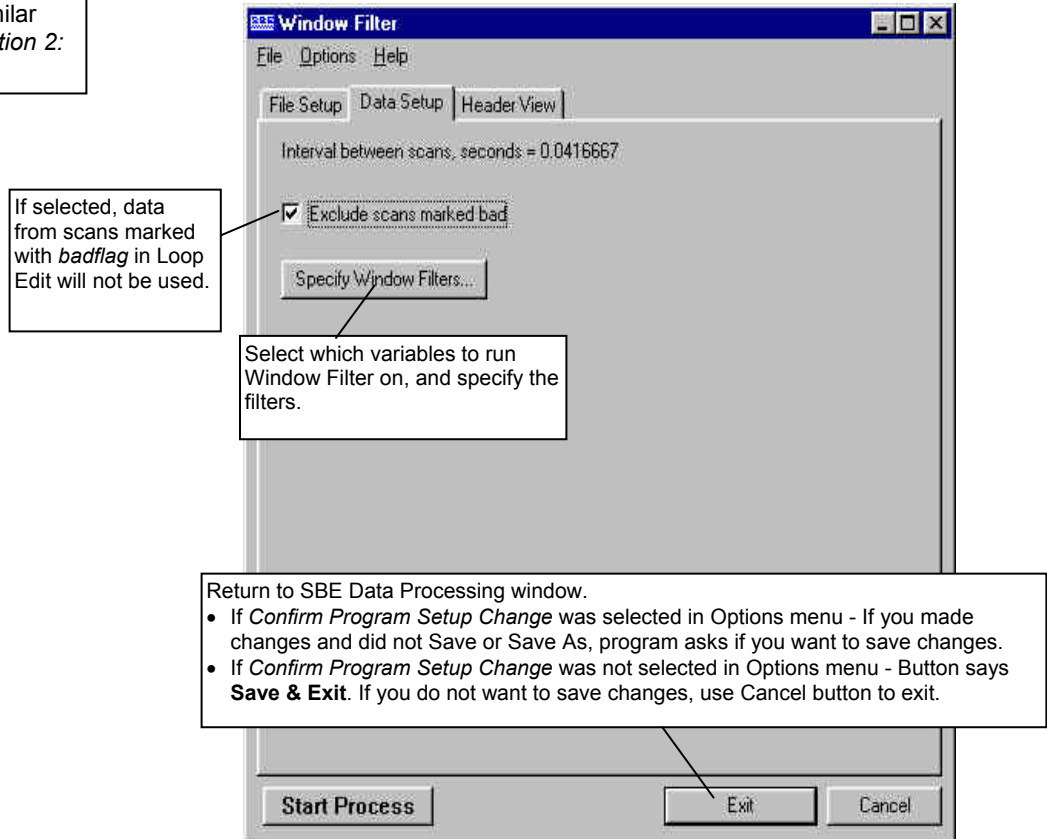 tion 2:
SBE Window Filter
File Options Help
File Setup Data Setup Header View
Interval between scans, seconds = 0.0416667
If selected, data
from scans marked
with badflag in Loop
Edit will not be used.
Exclude scans marked bad
Specify Window Filters...
Select which variables to run
Window Filter on, and specify the
filters.
Return to SBE Data Processing window.
• If Confirm Program Setup Change was selected in Options menu - If you made
changes and did not Save or Save As, program asks if you want to save changes.
• If Confirm Program Setup Change was not selected in Options menu - Button says
Save & Exit. If you do not want to save changes, use Cancel button to exit.
Start Process Exit Cancel